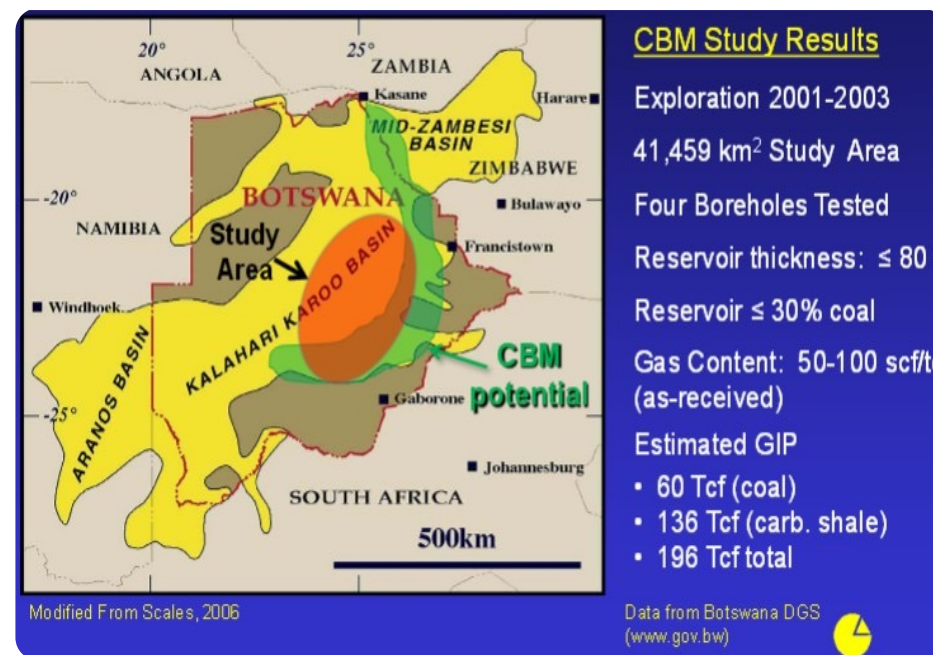 20°
25°
ANGOLA
ZAMBIA
Kasane
Harare
MID-ZAMBESI
BASIN
ZIMBABWE
-20°
BOTSWANA
Bulawayo
NAMIBIA
Study
Area
Francistown
Windhoek
KALAHARI KAROO BASIN
ARANOS BASIN
CBM
potential
-25°
Gaborone
Johannesburg
SOUTH AFRICA
500km
Modified From Scales, 2006
CBM Study Results
Exploration 2001-2003
41,459 km² Study Area
Four Boreholes Tested
Reservoir thickness: ≤ 80
Reservoir ≤ 30% coal
Gas Content: 50-100 scf/t
(as-received)
Estimated GIP
• 60 Tcf (coal)
• 136 Tcf (carb. shale)
• 196 Tcf total
Data from Botswana DGS
(www.gov.bw)